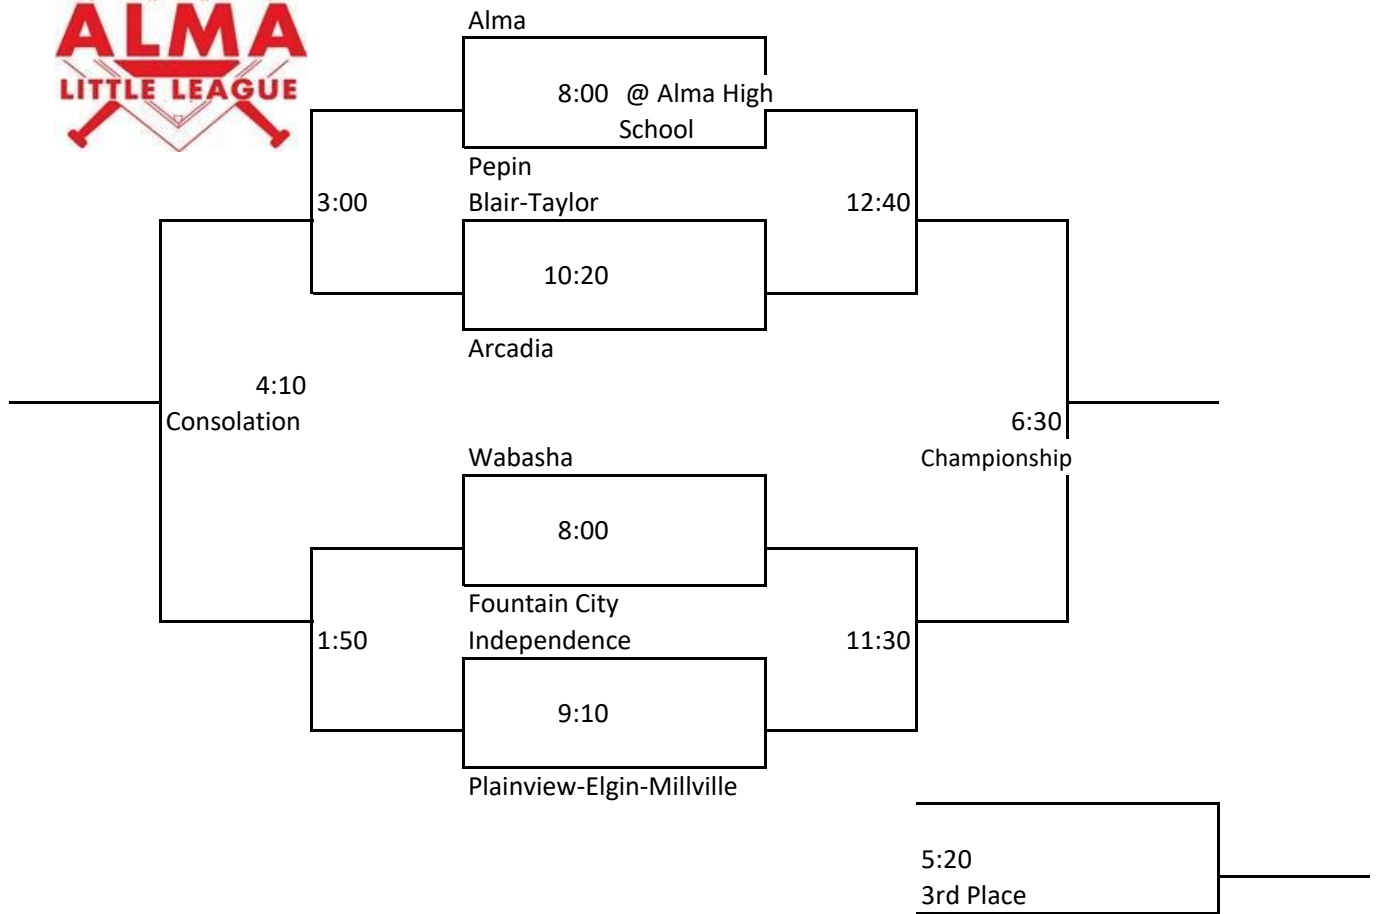 ALMA
LITTLE LEAGUE
Alma
8:00 @ Alma High
School
Pepin
3:00
Blair-Taylor
12:40
10:20
Arcadia
4:10
Consolation
6:30
Championship
Wabasha
8:00
Fountain City
1:50
Independence
11:30
9:10
Plainview-Elgin-Millville
5:20
3rd Place